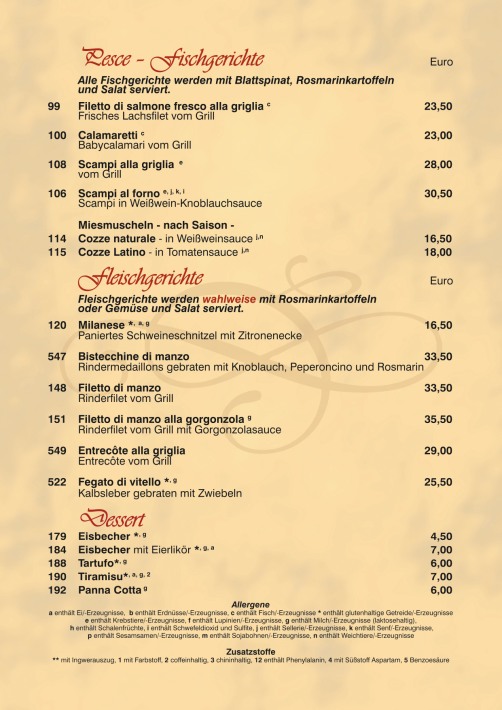 Pesce - Fischgerichte Euro
Alle Fischgerichte werden mit Blattspinat, Rosmarinkartoffeln
und Salat serviert.
99 Filetto di salmone fresco alla griglia c 23,50
Frisches Lachsfilet vom Grill
100 Calamaretti c 23,00
Babycalamari vom Grill
108 Scampi alla griglia e 28,00
vom Grill
106 Scampi al forno e, j, k, i 30,50
Scampi in Weißwein-Knoblauchsauce
Miesmuscheln - nach Saison -
114 Cozze naturale - in Weißweinsauce j,n 16,50
115 Cozze Latino - in Tomatensauce j,n 18,00
Fleischgerichte Euro
Fleischgerichte werden wahlweise mit Rosmarinkartoffeln
oder Gemüse und Salat serviert.
120 Milanese *, a, g 16,50
Paniertes Schweineschnitzel mit Zitronenecke
547 Bistecchine di manzo 33,50
Rindermedaillons gebraten mit Knoblauch, Peperoncino und Rosmarin
148 Filetto di manzo 33,50
Rinderfilet vom Grill
151 Filetto di manzo alla gorgonzola g 35,50
Rinderfilet vom Grill mit Gorgonzolasauce
549 Entrecôte alla griglia 29,00
Entrecôte vom Grill
522 Fegato di vitello *, g 25,50
Kalbsleber gebraten mit Zwiebeln
Dessert
179 Eisbecher *, g 4,50
184 Eisbecher mit Eierlikör *, g, a 7,00
188 Tartufo*, g 6,00
190 Tiramisu*, a, g, 2 7,00
192 Panna Cotta g 6,00
Allergene
a enthält Ei/-Erzeugnisse, b enthält Erdnüsse/-Erzeugnisse, c enthält Fisch/-Erzeugnisse * enthält glutenhaltige Getreide/-Erzeugnisse
e enthält Krebstiere/-Erzeugnisse, f enthält Lupinien/-Erzeugnisse, g enthält Milch/-Erzeugnisse (laktosehaltig),
h enthält Schalenfrüchte, i enthält Schwefeldioxid und Sulfite, j enthält Sellerie/-Erzeugnisse, k enthält Senf/-Erzeugnisse,
p enthält Sesamsamen/-Erzeugnisse, m enthält Sojabohnen/-Erzeugnisse, n enthält Weichtiere/-Erzeugnisse
Zusatzstoffe
** mit Ingwerauszug, 1 mit Farbstoff, 2 coffeinhaltig, 3 chininhaltig, 12 enthält Phenylalanin, 4 mit Süßstoff Aspartam, 5 Benzoesäure